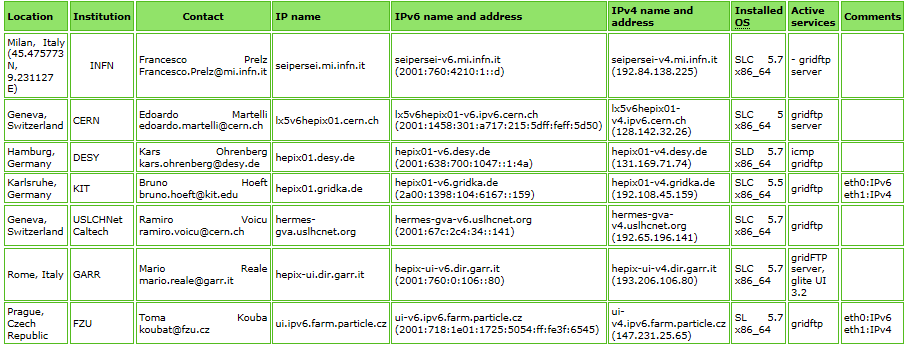 Location Institution Contact IP name IPv6 name and address IPv4 name and address Installed OS Active services Comments
Milan, Italy (45.475773 N, 9.231127 E) INFN Francesco Prelz Francesco.Prelz@mi.infn.it seipersei.mi.infn.it seipersei-v6.mi.infn.it (2001:760:4210:1::d) seipersei-v4.mi.infn.it (192.84.138.225) SLC 5.7 x86_64 - gridftp server
Geneva, Switzerland CERN Edoardo Martelli edoardo.martelli@cern.ch lx5v6hepix01.cern.ch lx5v6hepix01-v6.ipv6.cern.ch (2001:1458:301:a717:215:5dff:feff:5d50) lx5v6hepix01-v4.ipv6.cern.ch (128.142.32.26) SLC 5 x86_64 gridftp server
Hamburg, Germany DESY Kars Ohrenberg kars.ohrenberg@desy.de hepix01.desy.de hepix01-v6.desy.de (2001:638:700:1047::1:4a) hepix01-v4.desy.de (131.169.71.74) SLD 5.7 x86_64 icmp gridftp
Karlsruhe, Germany KIT Bruno Hoeft bruno.hoeft@kit.edu hepix01.gridka.de hepix01-v6.gridka.de (2a00:1398:104:6167::159) hepix01-v4.gridka.de (192.108.45.159) SLC 5.5 x86_64 gridftp eth0:IPv6 eth1:IPv4
Geneva, Switzerland USLCHNet Caltech Ramiro Voicu ramiro.voicu@cern.ch hermes-gva.uslhcnet.org hermes-gva-v6.uslhcnet.org (2001:67c:2c4:34::141) hermes-gva-v4.uslhcnet.org (192.65.196.141) SLC 5.7 x86_64 gridftp
Rome, Italy GARR Mario Reale mario.reale@garr.it hepix-ui.dir.garr.it hepix-ui-v6.dir.garr.it (2001:760:0:106::80) hepix-ui-v4.dir.garr.it (193.206.106.80) SLC 5.7 x86_64 gridFTP server, glite UI 3.2
Prague, Czech Republic FZU Toma Kouba koubat@fzu.cz ui.ipv6.farm.particle.cz ui-v6.ipv6.farm.particle.cz (2001:718:1e01:1725:5054:ff:fe3f:6545) ui-v4.ipv6.farm.particle.cz (147.231.25.65) SL 5.7 x86_64 gridftp eth0:IPv6 eth1:IPv4